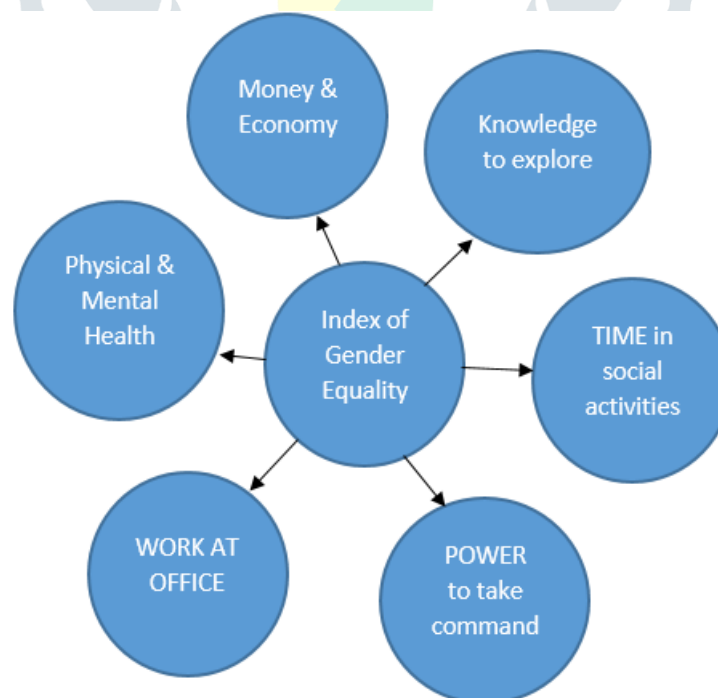 Money &
Economy
Knowledge
to explore
Physical &
Mental
Health
Index of
Gender
Equality
TIME in
social
activities
WORK AT
OFFICE
POWER
to take
command